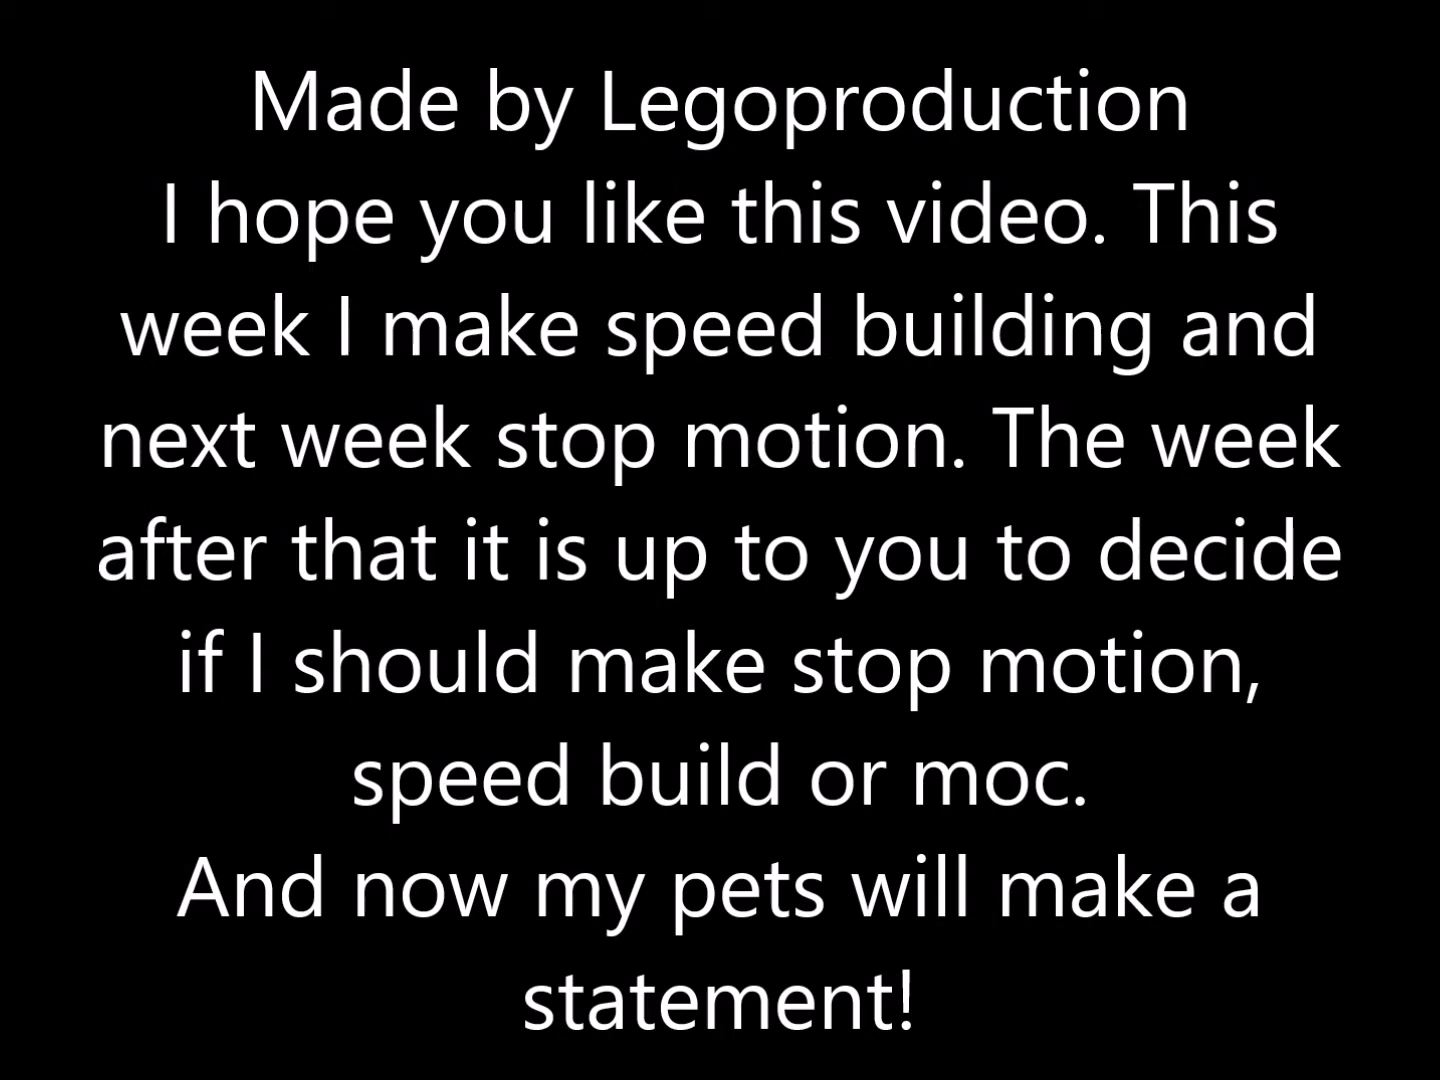 Made by Legoproduction
I hope you like this video. This
week I make speed building and
next week stop motion. The week
after that it is up to you to decide
if I should make stop motion,
speed build or moc.
And now my pets will make a
statement!